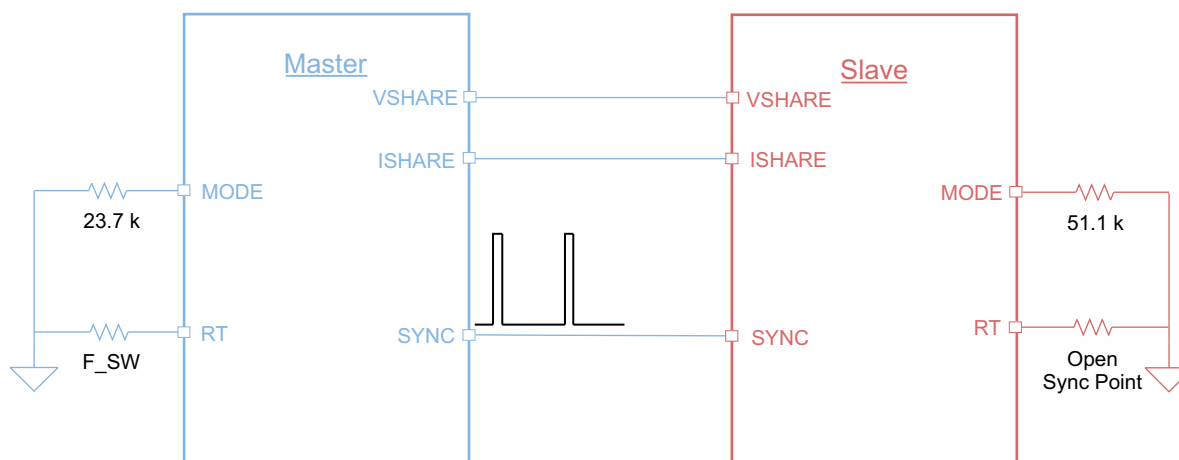 Master
Slave
VSHARE
VSHARE
ISHARE
ISHARE
MODE
MODE
23.7 k
51.1 k
RT
SYNC
SYNC
RT
F_SW
Open
Sync Point